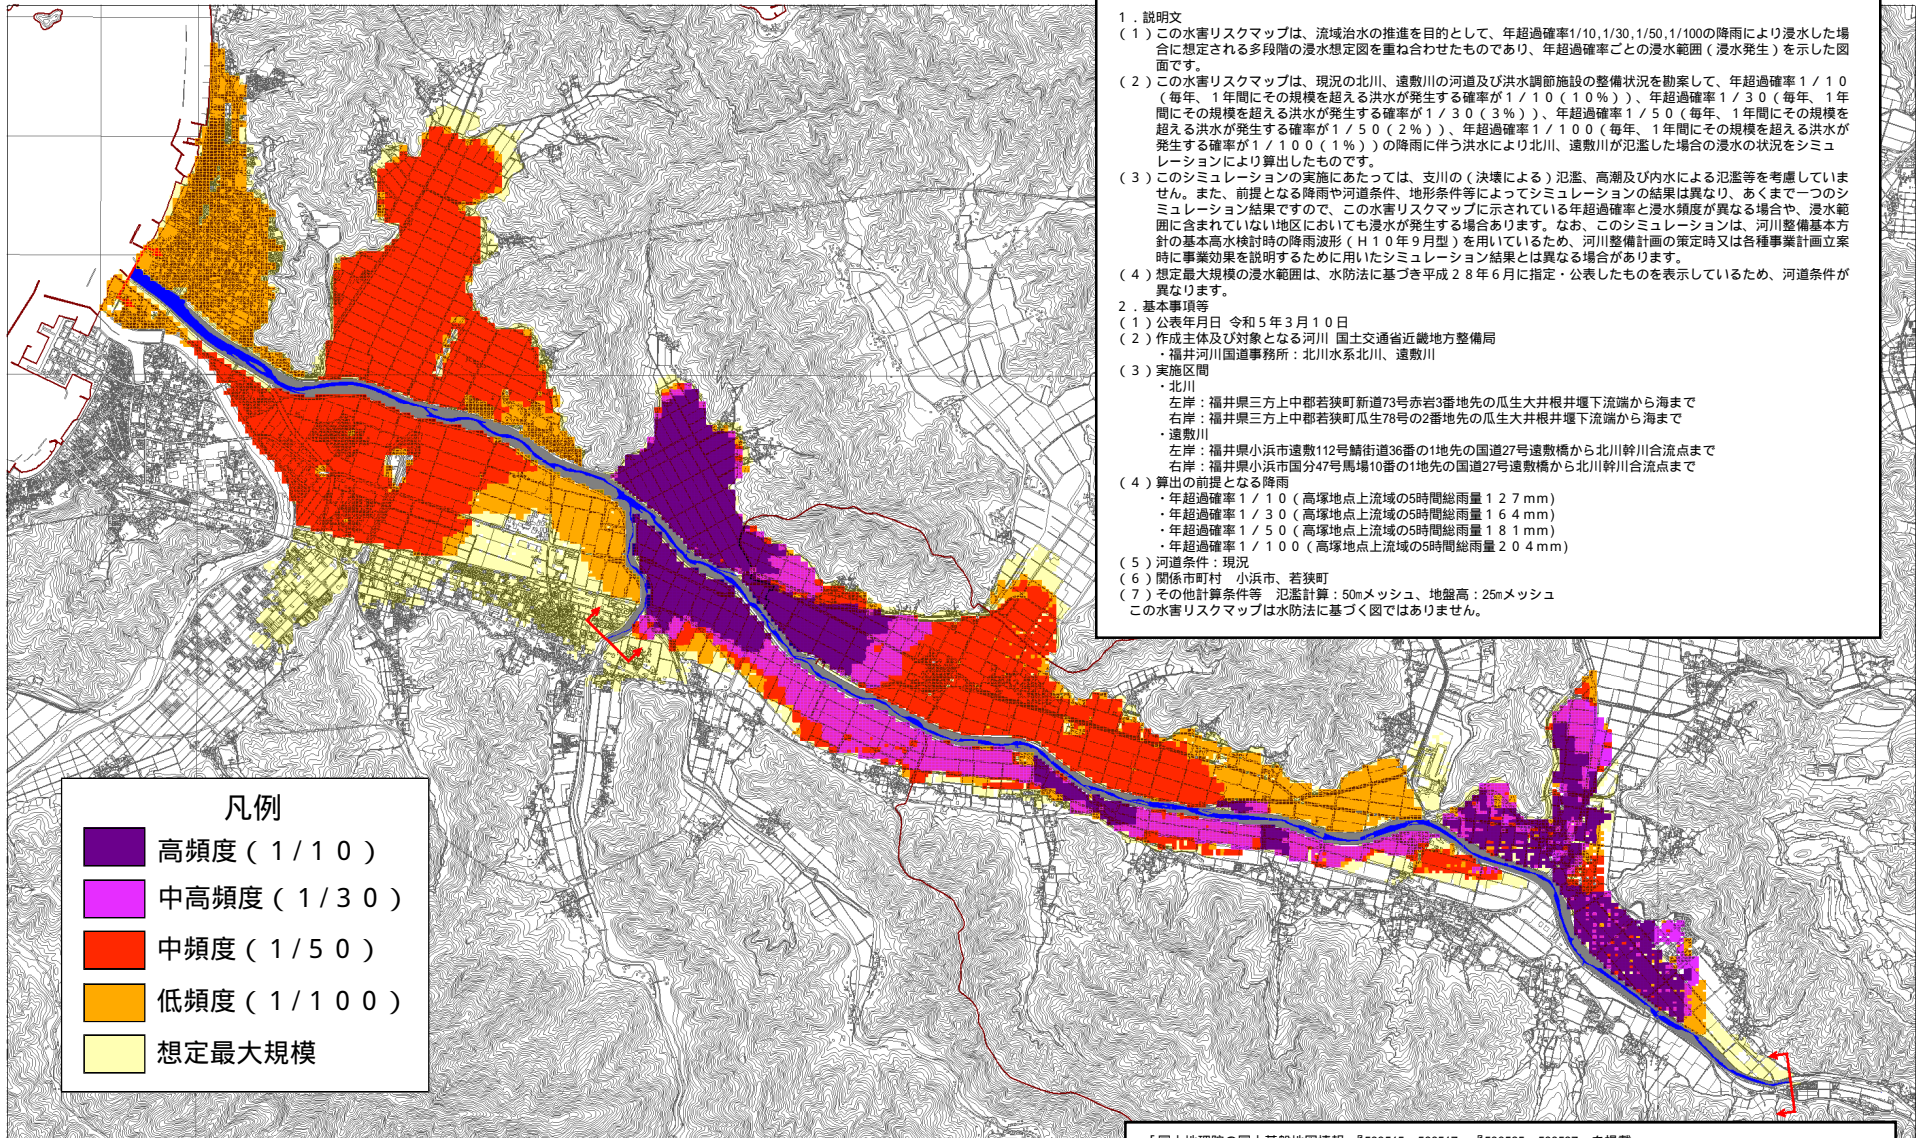 1．説明文
(1)この水害リスクマップは、流域治水の推進を目的として、年超過確率1/10,1/30,1/50,1/100の降雨により浸水した場
合に想定される多段階の浸水想定図を重ね合わせたものであり、年超過確率ごとの浸水範囲(浸水発生)を示した図
面です。
(2)この水害リスクマップは、現況の北川、遠敷川の河道及び洪水調節施設の整備状況を勘案して、年超過確率1/10
(毎年、1年間にその規模を超える洪水が発生する確率が1/10(10%))、年超過確率1/30(毎年、1年
間にその規模を超える洪水が発生する確率が1/30(3%))、年超過確率1/50(毎年、1年間にその規模を
超える洪水が発生する確率が1/50(2%))、年超過確率1/100(毎年、1年間にその規模を超える洪水が
発生する確率が1/100(1%))の降雨に伴う洪水により北川、遠敷川が氾濫した場合の浸水の状況をシミュ
レーションにより算出したものです。
(3)このシミュレーションの実施にあたっては、支川の(決壊による)氾濫、高潮及び内水による氾濫等を考慮していま
せん。また、前提となる降雨や河道条件、地形条件等によってシミュレーションの結果は異なり、あくまで一つのシ
ミュレーション結果ですので、この水害リスクマップに示されている年超過確率と浸水頻度が異なる場合や、浸水範
囲に含まれていない地区においても浸水が発生する場合あります。なお、このシミュレーションは、河川整備基本方
針の基本高水検討時の降雨波形(H10年9月型)を用いているため、河川整備計画の策定時又は各種事業計画立案
時に事業効果を説明するために用いたシミュレーション結果とは異なる場合があります。
(4)想定最大規模の浸水範囲は、水防法に基づき平成28年6月に指定・公表したものを表示しているため、河道条件が
異なります。
2．基本事項等
(1)公表年月日 令和5年3月10日
(2)作成主体及び対象となる河川 国土交通省近畿地方整備局
・福井河川国道事務所：北川水系北川、遠敷川
(3)実施区間
・北川
左岸：福井県三方上中郡若狭町新道73号赤岩3番地先の瓜生大井根井堰下流端から海まで
右岸：福井県三方上中郡若狭町瓜生78号の2番地先の瓜生大井根井堰下流端から海まで
・遠敷川
左岸：福井県小浜市遠敷112号鯖街道36番の1地先の国道27号遠敷橋から北川幹川合流点まで
右岸：福井県小浜市国分47号馬場10番の1地先の国道27号遠敷橋から北川幹川合流点まで
(4)算出の前提となる降雨
・年超過確率1/10(高塚地点上流域の5時間総雨量127mm)
・年超過確率1/30(高塚地点上流域の5時間総雨量164mm)
・年超過確率1/50(高塚地点上流域の5時間総雨量181mm)
・年超過確率1/100(高塚地点上流域の5時間総雨量204mm)
(5)河道条件：現況
(6)関係市町村 小浜市、若狭町
(7)その他計算条件等 氾濫計算：50mメッシュ、地盤高：25mメッシュ
この水害リスクマップは水防法に基づく図ではありません。
凡例
高頻度(1/10)
中高頻度(1/30)
中頻度(1/50)
低頻度(1/100)
想定最大規模